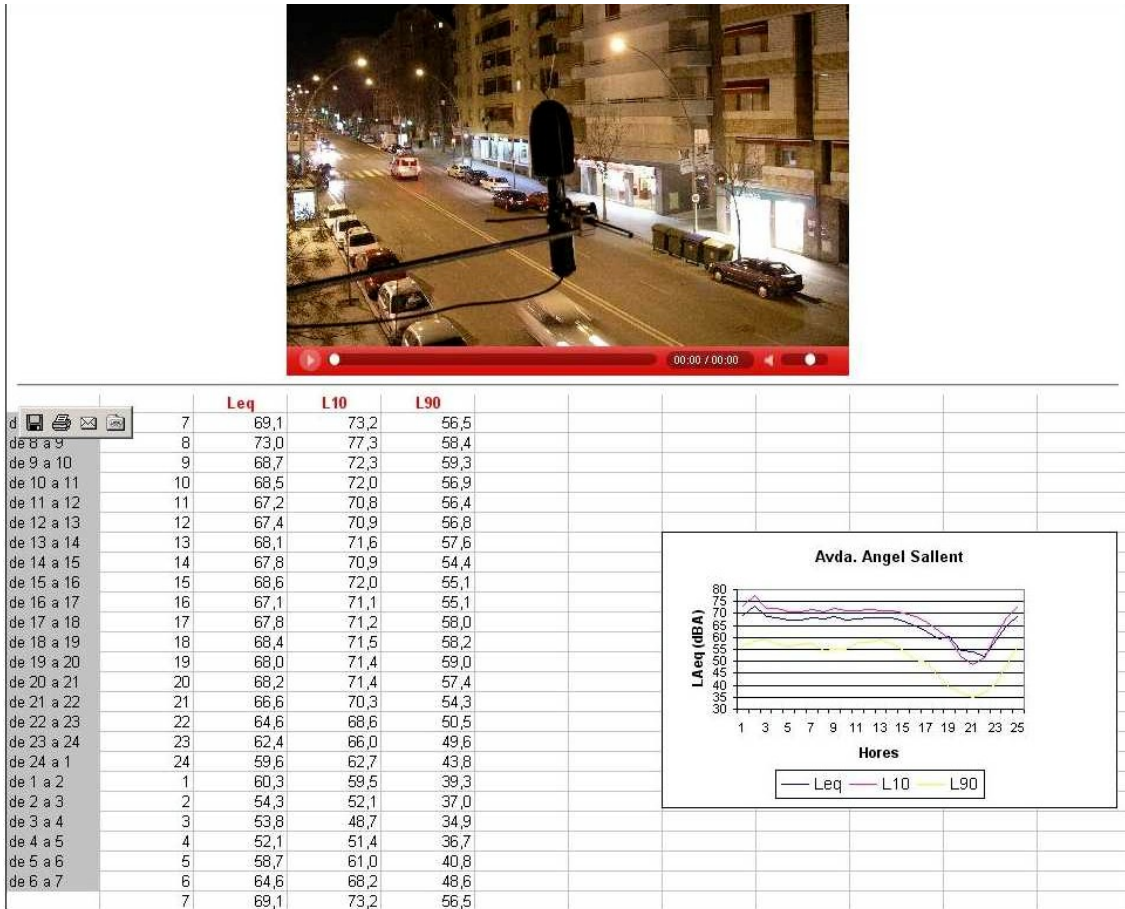 00:00 / 00:00
Leq L10 L90
d 7 69,1 73,2 56,5
de 8 a 9 8 73,0 77,3 58,4
de 9 a 10 9 68,7 72,3 59,3
de 10 a 11 10 68,5 72,0 56,9
de 11 a 12 11 67,2 70,8 56,4
de 12 a 13 12 67,4 70,9 56,8
de 13 a 14 13 68,1 71,6 57,6
de 14 a 15 14 67,8 70,9 54,4
de 15 a 16 15 68,6 72,0 55,1
de 16 a 17 16 67,1 71,1 55,1
de 17 a 18 17 67,8 71,2 58,0
de 18 a 19 18 68,4 71,5 58,2
de 19 a 20 19 68,0 71,4 59,0
de 20 a 21 20 68,2 71,4 57,4
de 21 a 22 21 66,6 70,3 54,3
de 22 a 23 22 64,6 68,6 50,5
de 23 a 24 23 62,4 66,0 49,6
de 24 a 1 24 59,6 62,7 43,8
de 1 a 2 1 60,3 59,5 39,3
de 2 a 3 2 54,3 52,1 37,0
de 3 a 4 3 53,8 48,7 34,9
de 4 a 5 4 52,1 51,4 36,7
de 5 a 6 5 58,7 61,0 40,8
de 6 a 7 6 64,6 68,2 48,6
7 69,1 73,2 56,5
Avda. Angel Sallent
LAeq (dBA)
80
75
70
65
60
55
50
45
40
35
30
1 3 5 7 9 11 13 15 17 19 21 23 25
Hores
Leq L10 L90